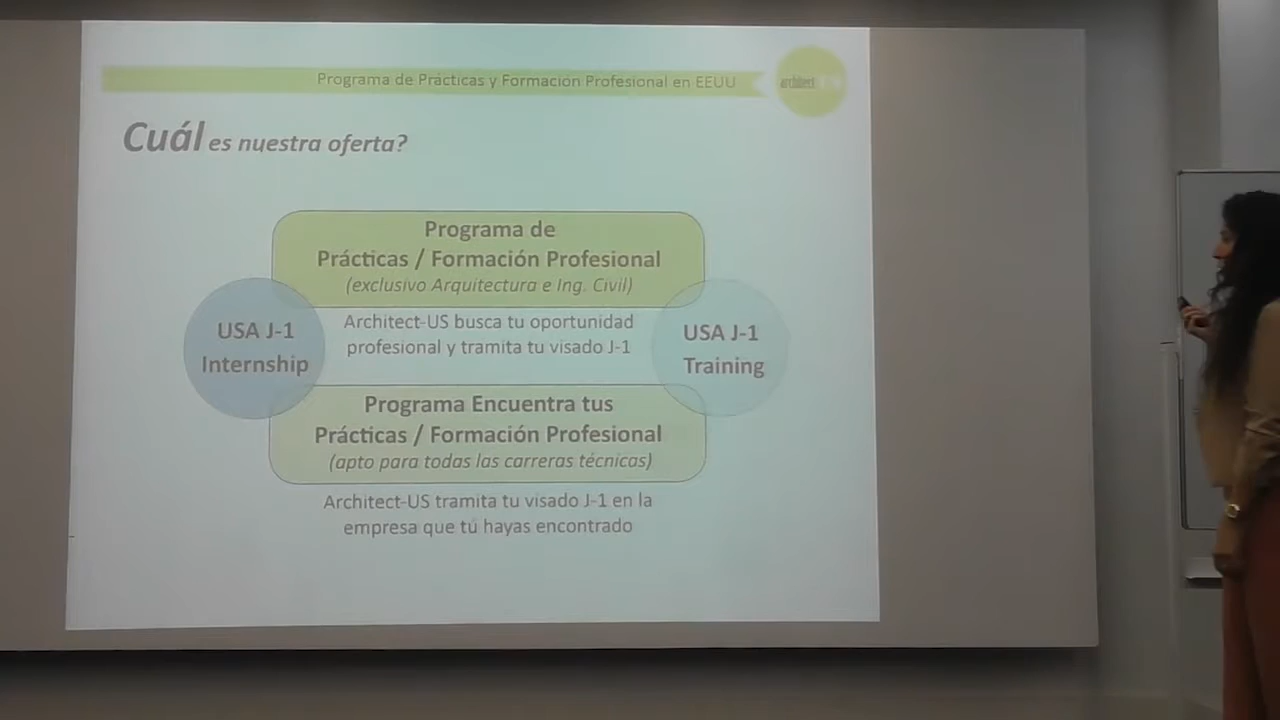 Programa de Prácticas y Formación Profesional en EEUU
architect
Cuál es nuestra oferta?
Programa de
Prácticas / Formación Profesional
(exclusivo Arquitectura e Ing. Civil)
USA J-1
Internship
Architect-US busca tu oportunidad
profesional y tramita tu visado J-1
USA J-1
Training
Programa Encuentra tus
Prácticas / Formación Profesional
(apto para todas las carreras técnicas)
Architect-US tramita tu visado J-1 en la
empresa que tú hayas encontrado